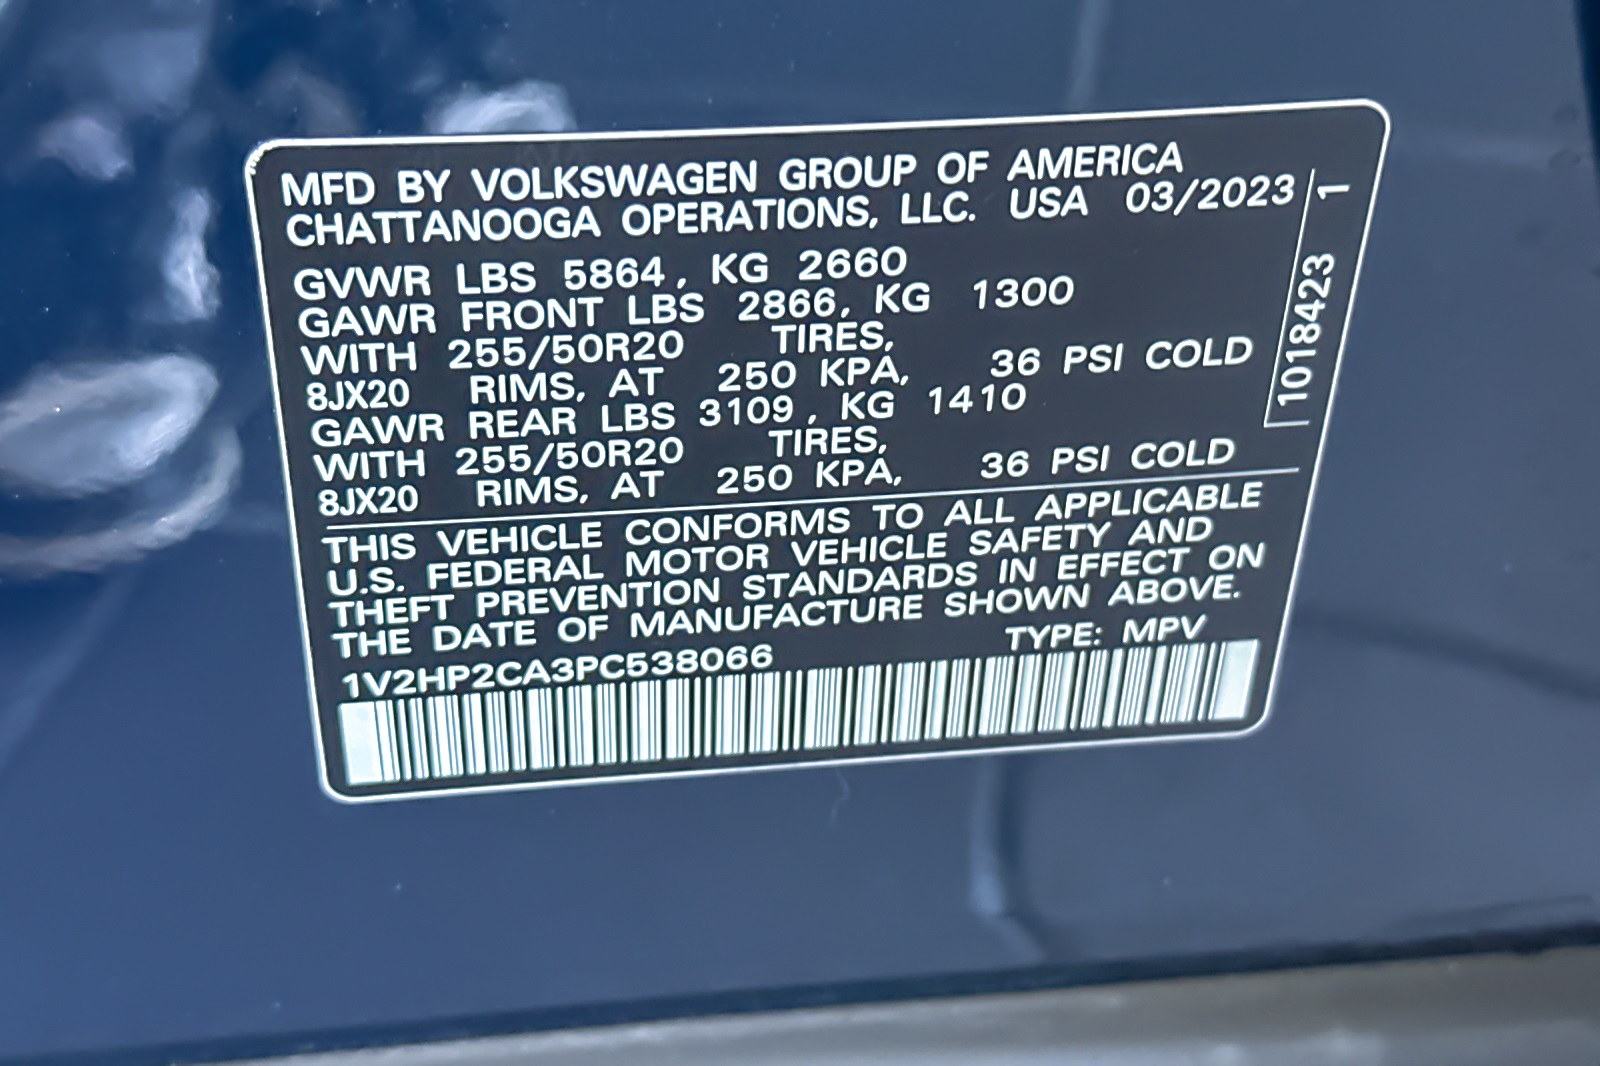 MFD BY VOLKSWAGEN GROUP OF AMERICA
CHATTANOOGA OPERATIONS, LLC. USA 03/2023
GVWR LBS 5864, KG 2660
GAWR FRONT LBS 2866, KG 1300
WITH 255/50R20 TIRES,
8JX20 RIMS, AT 250 KPA, 36 PSI COLD
GAWR REAR LBS 3109, KG 1410
WITH 255/50R20 TIRES,
8JX20 RIMS, AT 250 KPA, 36 PSI COLD
THIS VEHICLE CONFORMS TO ALL APPLICABLE
U.S. FEDERAL MOTOR VEHICLE SAFETY AND
THEFT PREVENTION STANDARDS IN EFFECT ON
THE DATE OF MANUFACTURE SHOWN ABOVE.
1V2HP2CA3PC538066 TYPE: MPV
1018423 1